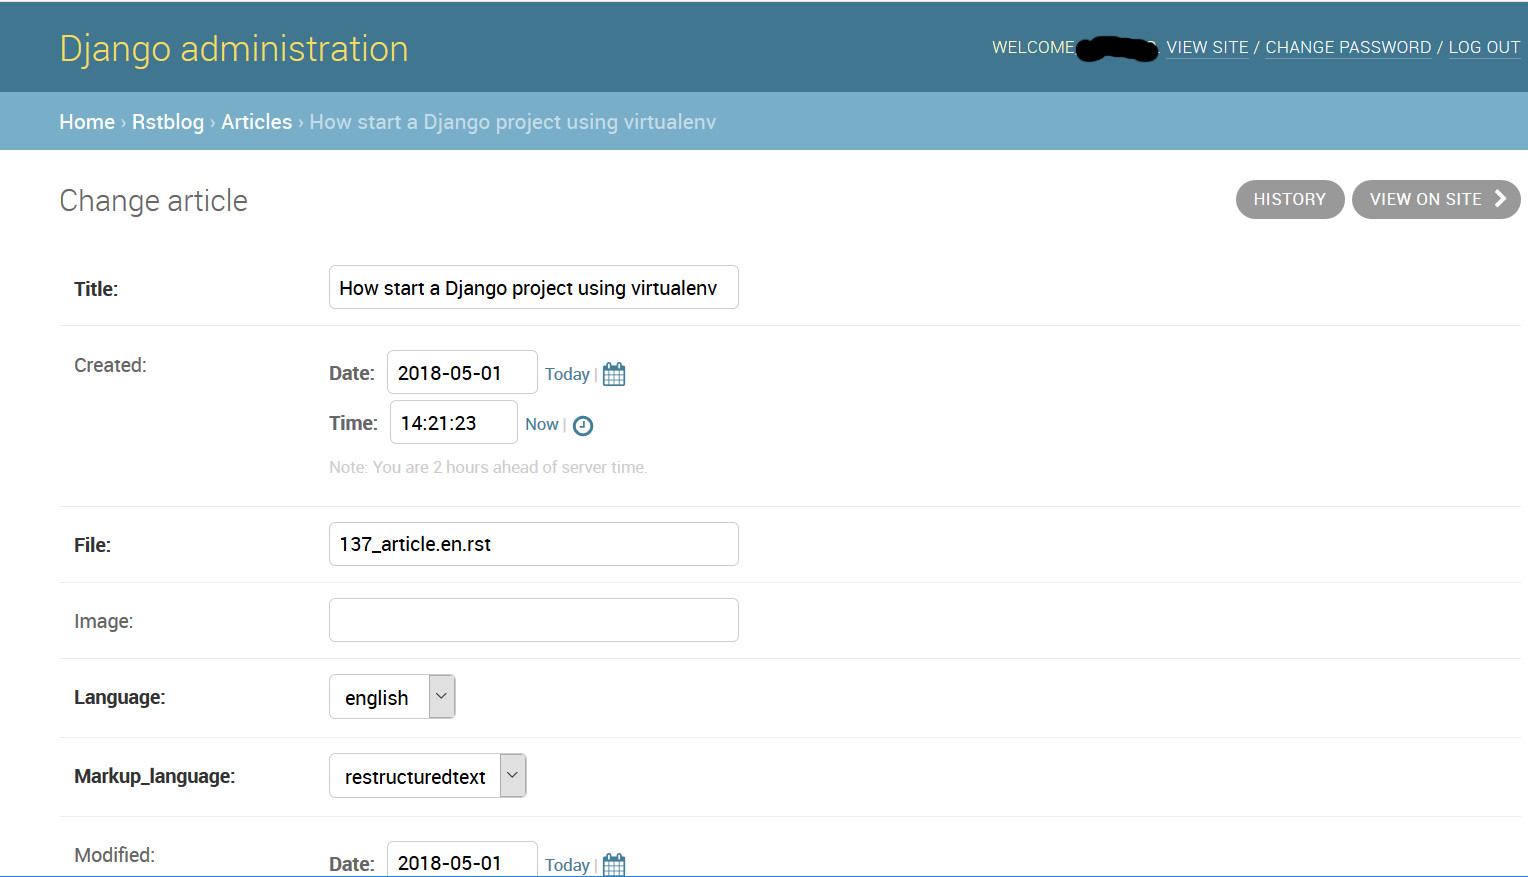 Django administration
WELCOME VIEW SITE / CHANGE PASSWORD / LOG OUT
Home › Rstblog › Articles › How start a Django project using virtualenv
Change article
HISTORY VIEW ON SITE
Title: How start a Django project using virtualenv
Created: Date: 2018-05-01 Today |
Time: 14:21:23 Now |
Note: You are 2 hours ahead of server time.
File: 137_article.en.rst
Image:
Language: english
Markup_language: restructuredtext
Modified: Date: 2018-05-01 Today |